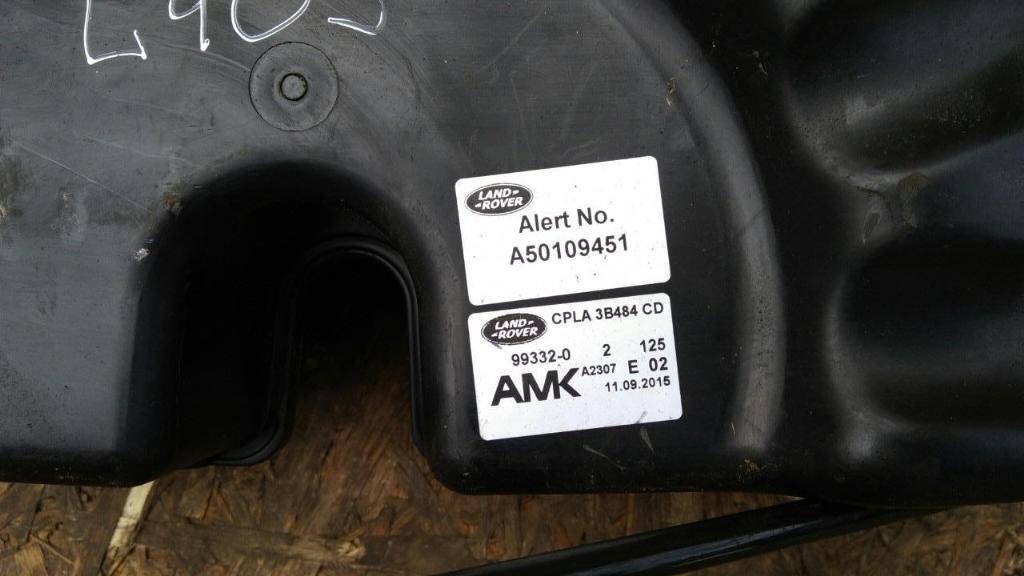 L405
LAND-
-ROVER
Alert No.
A50109451
LAND-
-ROVER
CPLA 3B484 CD
99332-0 2 125
AMK A2307 E 02
11.09.2015